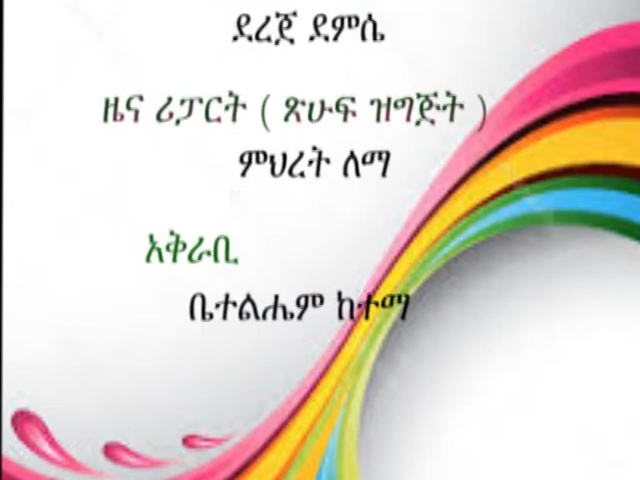 ደረጀ ደምሴ
ዜና ሪፓርት ( ጽሁፍ ዝግጅት )
ምህረት ለማ
አቅራቢ
ቤተልሔም ከተማ